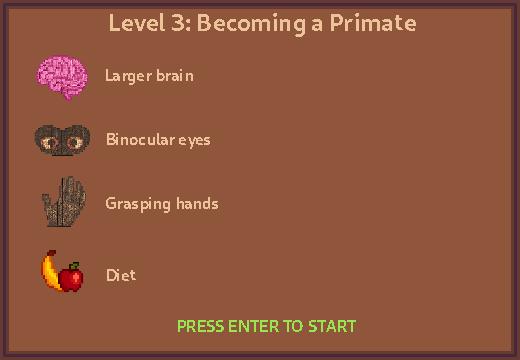 Level 3: Becoming a Primate
Larger brain
Binocular eyes
Grasping hands
Diet
PRESS ENTER TO START